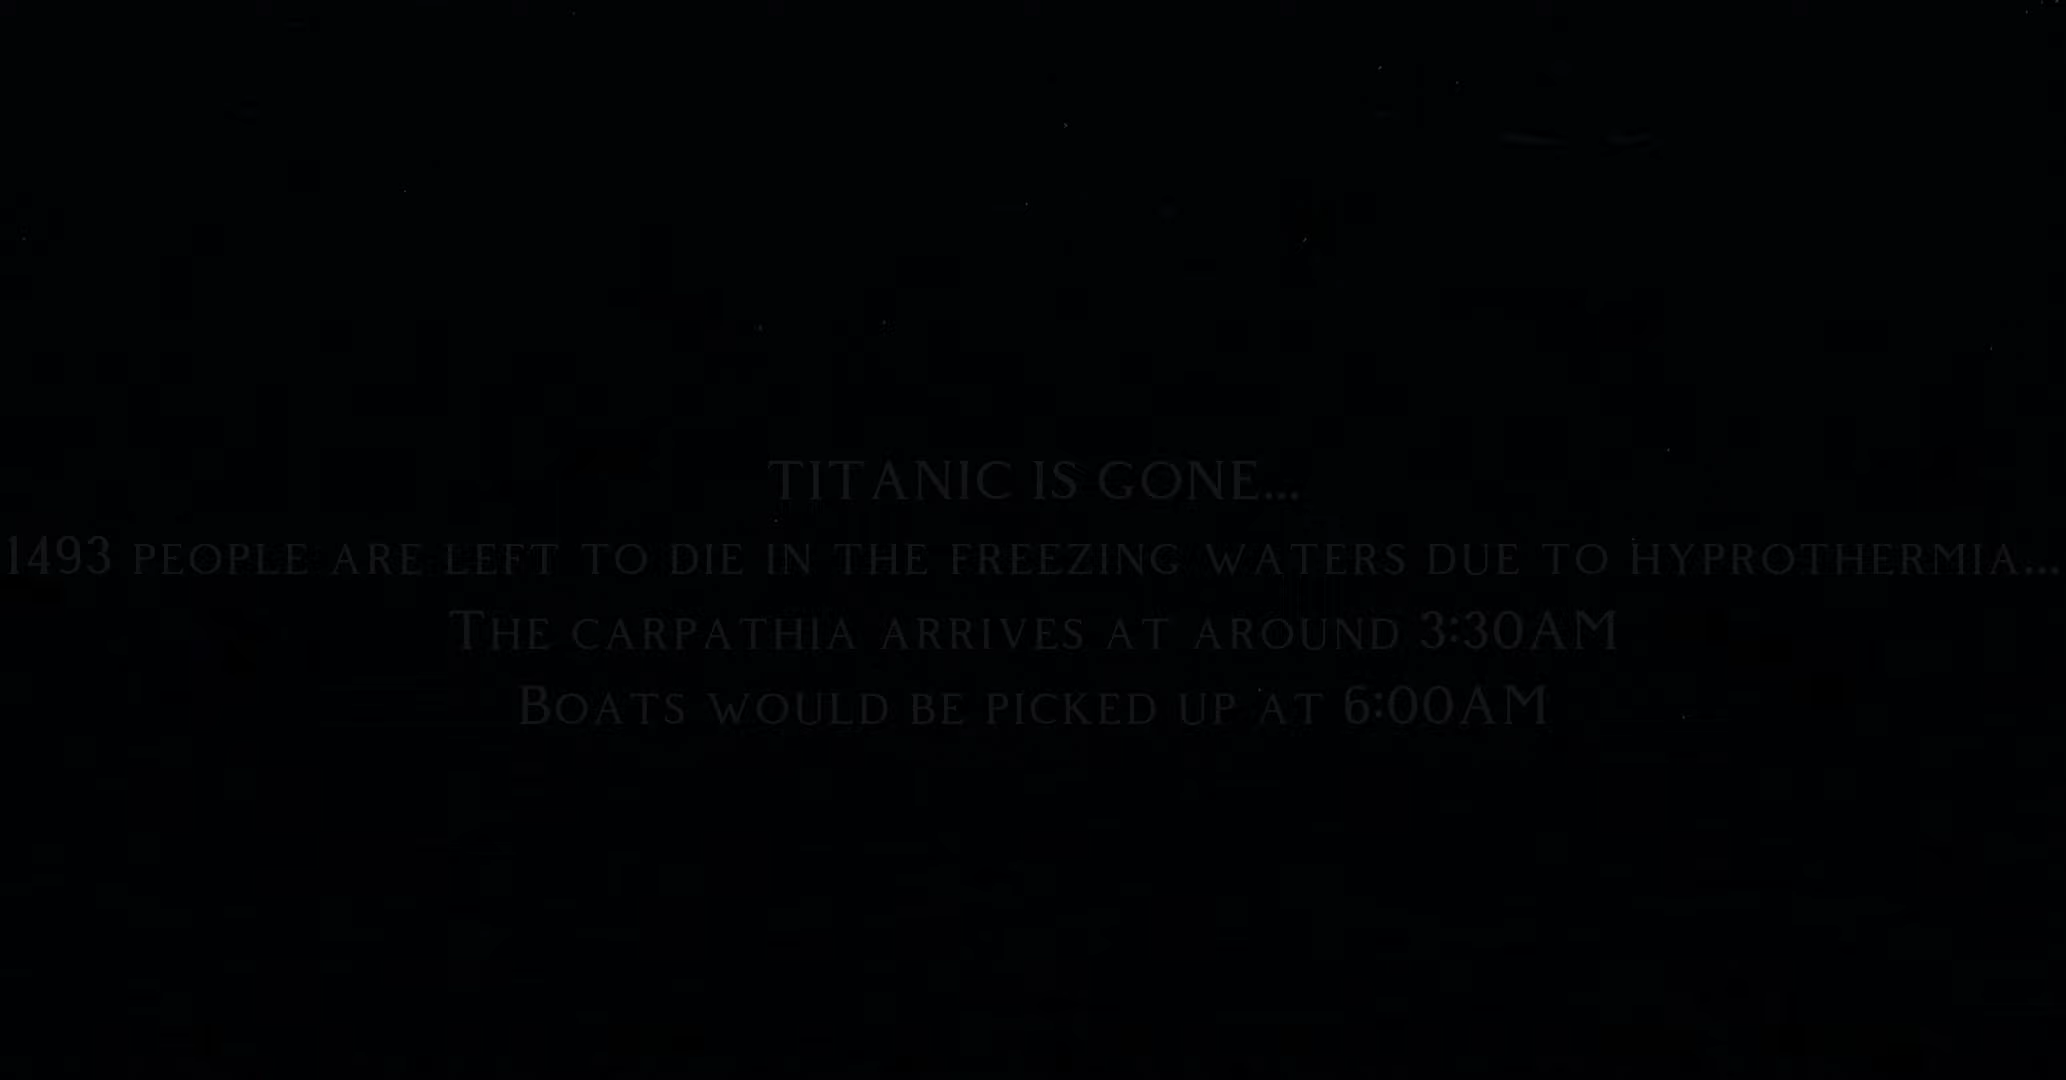 TITANIC IS GONE...
1493 PEOPLE ARE LEFT TO DIE IN THE FREEZING WATERS DUE TO HYPROTHERMIA...
THE CARPATHIA ARRIVES AT AROUND 3:30AM
BOATS WOULD BE PICKED UP AT 6:00AM